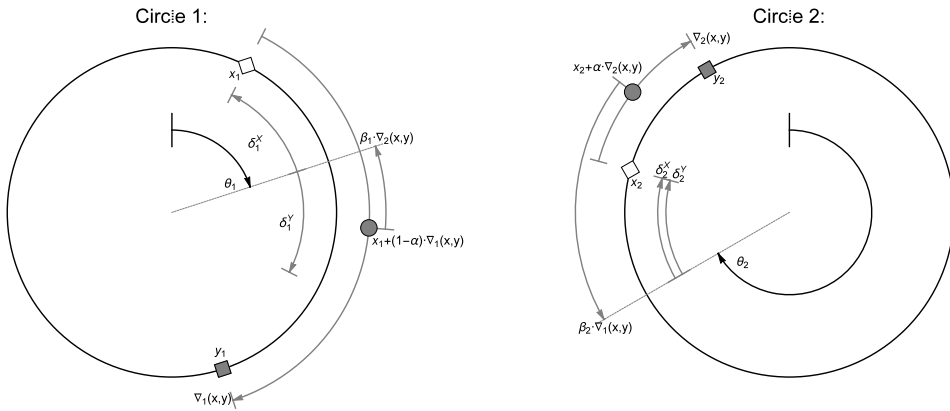 Circle 1:
x₁
δ₁ˣ
θ₁
β₁·∇₂(x,y)
δ₁ʸ
x₁+(1−α)·∇₁(x,y)
y₁
∇₁(x,y)
Circle 2:
∇₂(x,y)
x₂+α·∇₂(x,y)
y₂
x₂
δ₂ˣ δ₂ʸ
θ₂
β₂·∇₁(x,y)